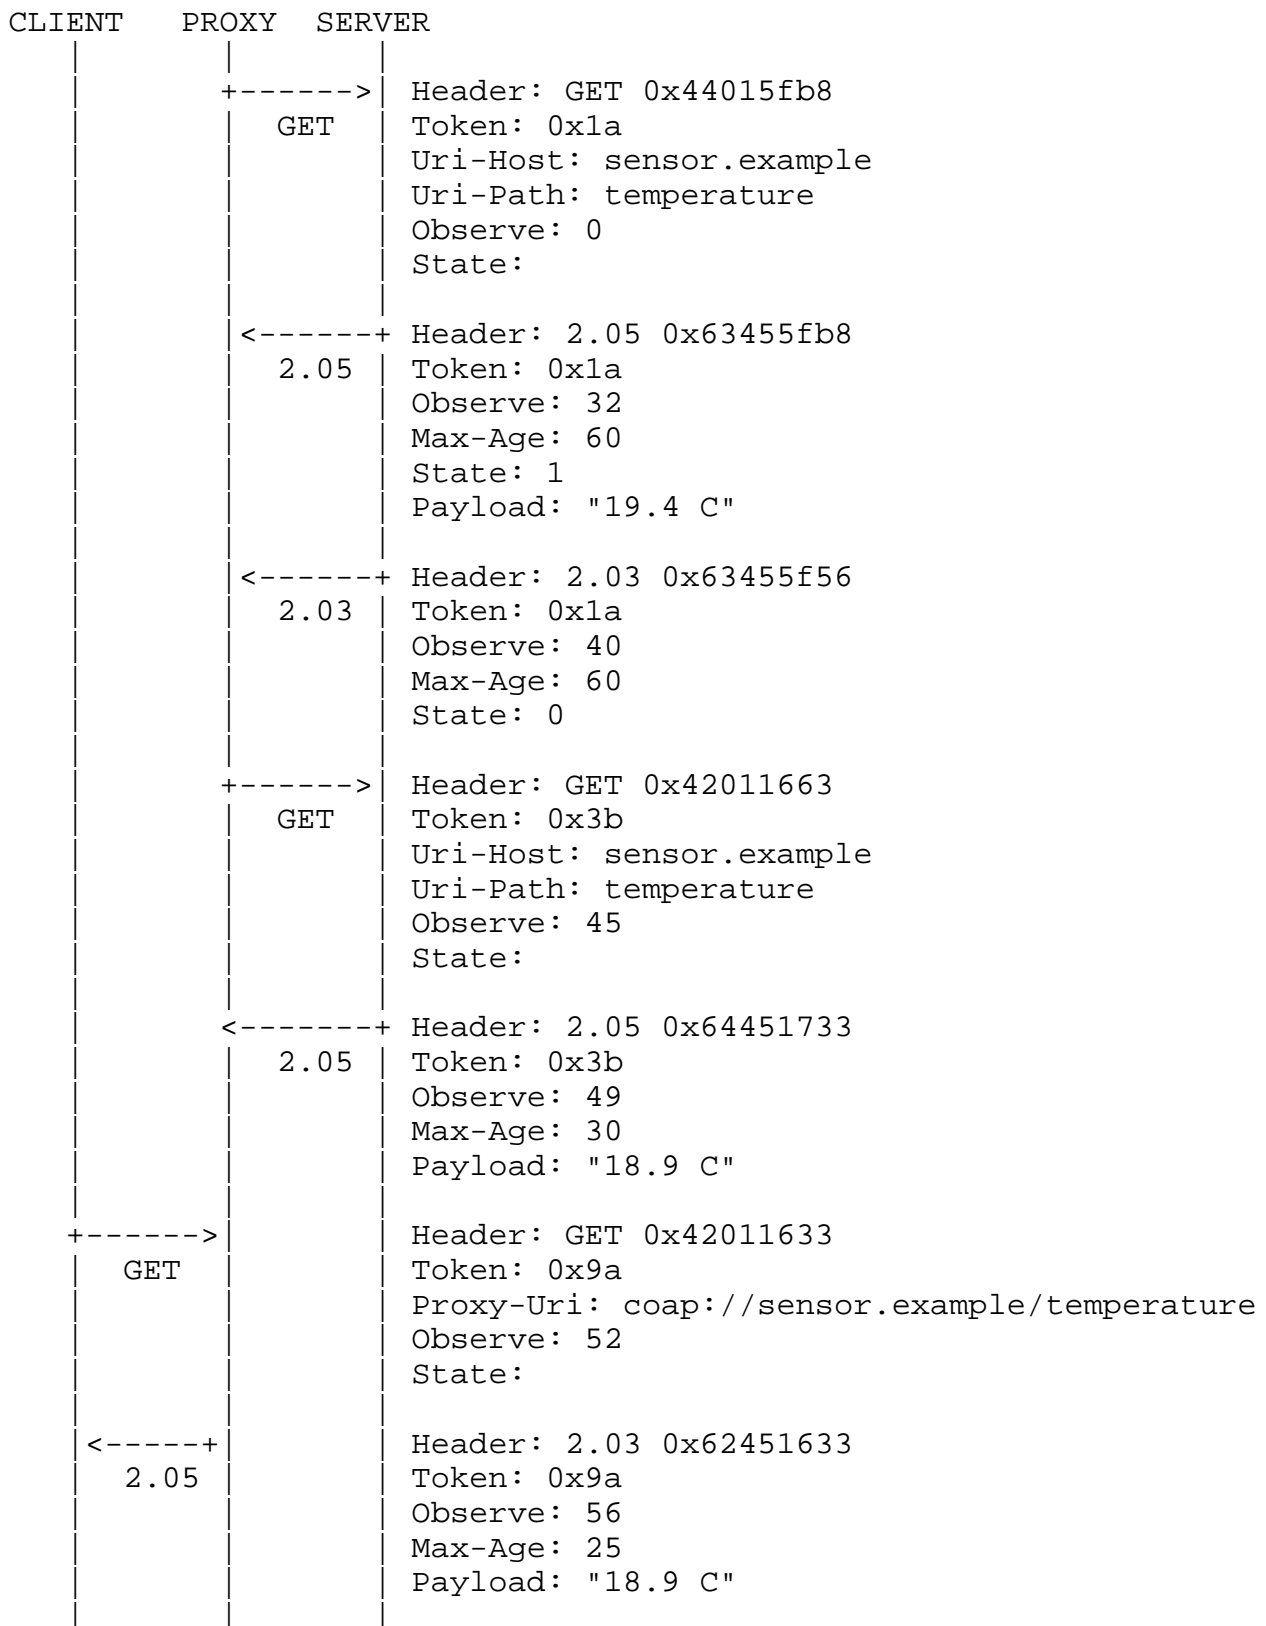 CLIENT PROXY SERVER
Header: GET 0x44015fb8
GET Token: 0x1a
Uri-Host: sensor.example
Uri-Path: temperature
Observe: 0
State:
Header: 2.05 0x63455fb8
2.05 Token: 0x1a
Observe: 32
Max-Age: 60
State: 1
Payload: "19.4 C"
Header: 2.03 0x63455f56
2.03 Token: 0x1a
Observe: 40
Max-Age: 60
State: 0
Header: GET 0x42011663
GET Token: 0x3b
Uri-Host: sensor.example
Uri-Path: temperature
Observe: 45
State:
Header: 2.05 0x64451733
2.05 Token: 0x3b
Observe: 49
Max-Age: 30
Payload: "18.9 C"
Header: GET 0x42011633
GET Token: 0x9a
Proxy-Uri: coap://sensor.example/temperature
Observe: 52
State:
Header: 2.03 0x62451633
2.05 Token: 0x9a
Observe: 56
Max-Age: 25
Payload: "18.9 C"